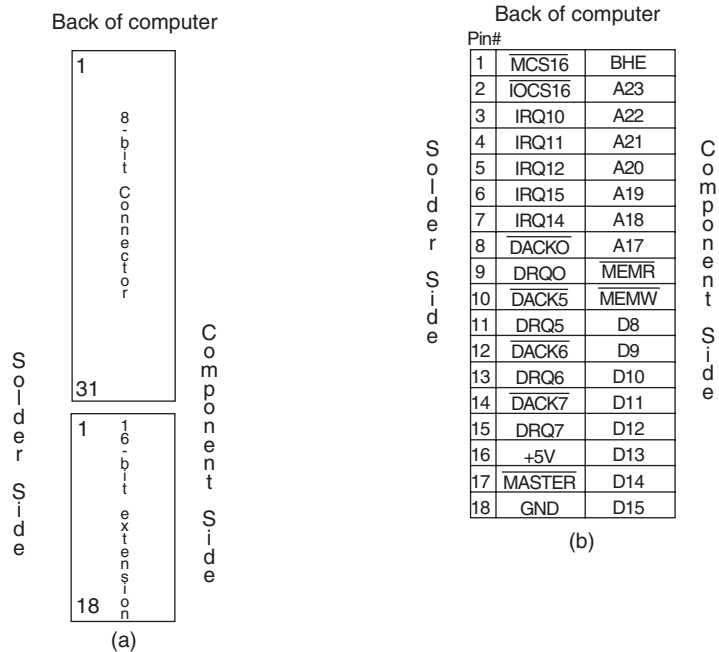 Back of computer
1
8-bit Connector
31
1
16-bit extension
18
Solder Side
Component Side
(a)
Back of computer
Pin#
1 MCS16 BHE
2 IOCS16 A23
3 IRQ10 A22
4 IRQ11 A21
5 IRQ12 A20
6 IRQ15 A19
7 IRQ14 A18
8 DACKO A17
9 DRQO MEMR
10 DACK5 MEMW
11 DRQ5 D8
12 DACK6 D9
13 DRQ6 D10
14 DACK7 D11
15 DRQ7 D12
16 +5V D13
17 MASTER D14
18 GND D15
Solder Side
Component Side
(b)